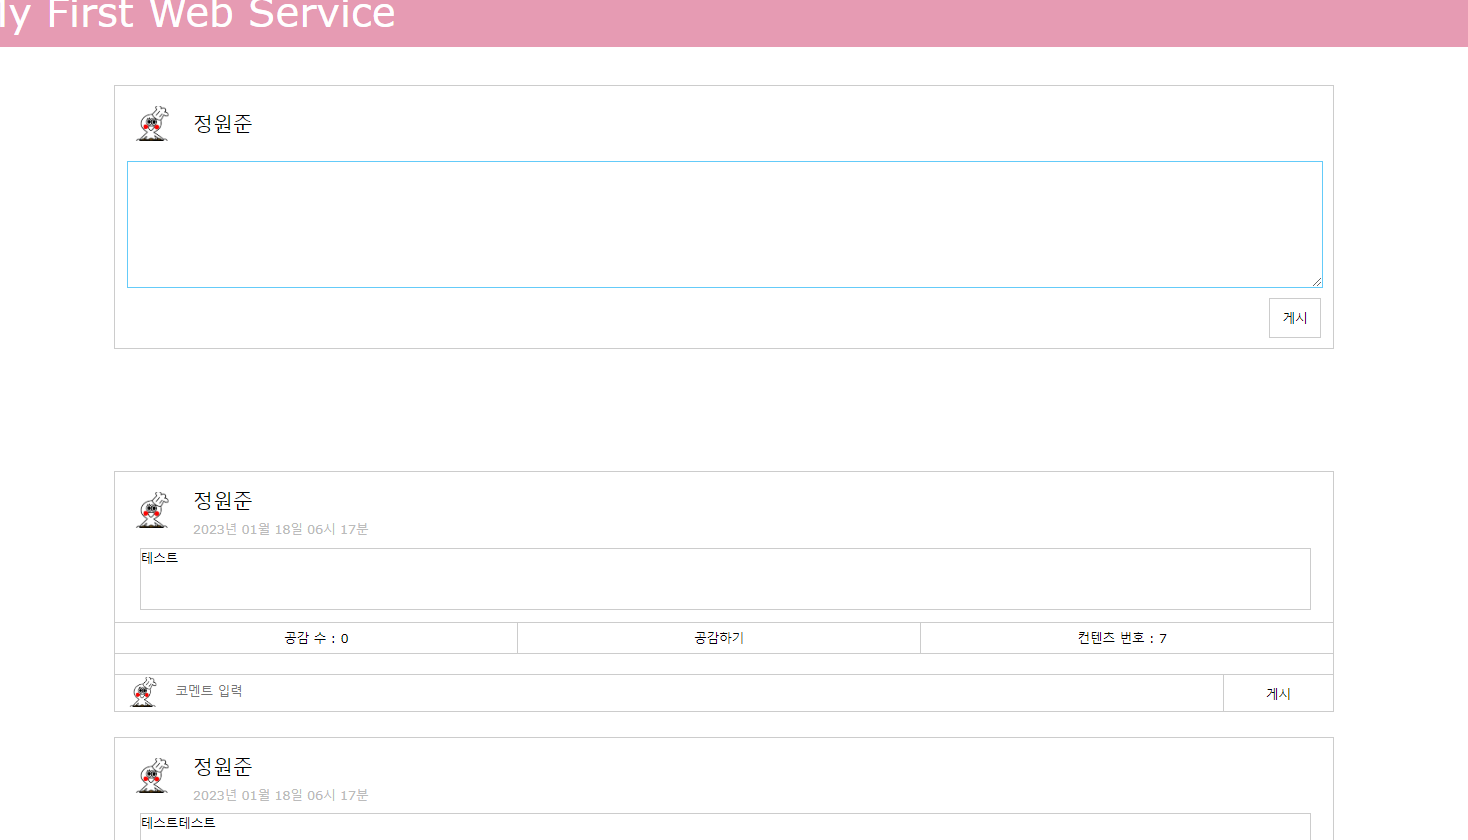 ly First Web Service
정원준
게시
정원준
2023년 01월 18일 06시 17분
테스트
공감 수 : 0
공감하기
컨텐츠 번호 : 7
코멘트 입력
게시
정원준
2023년 01월 18일 06시 17분
테스트테스트